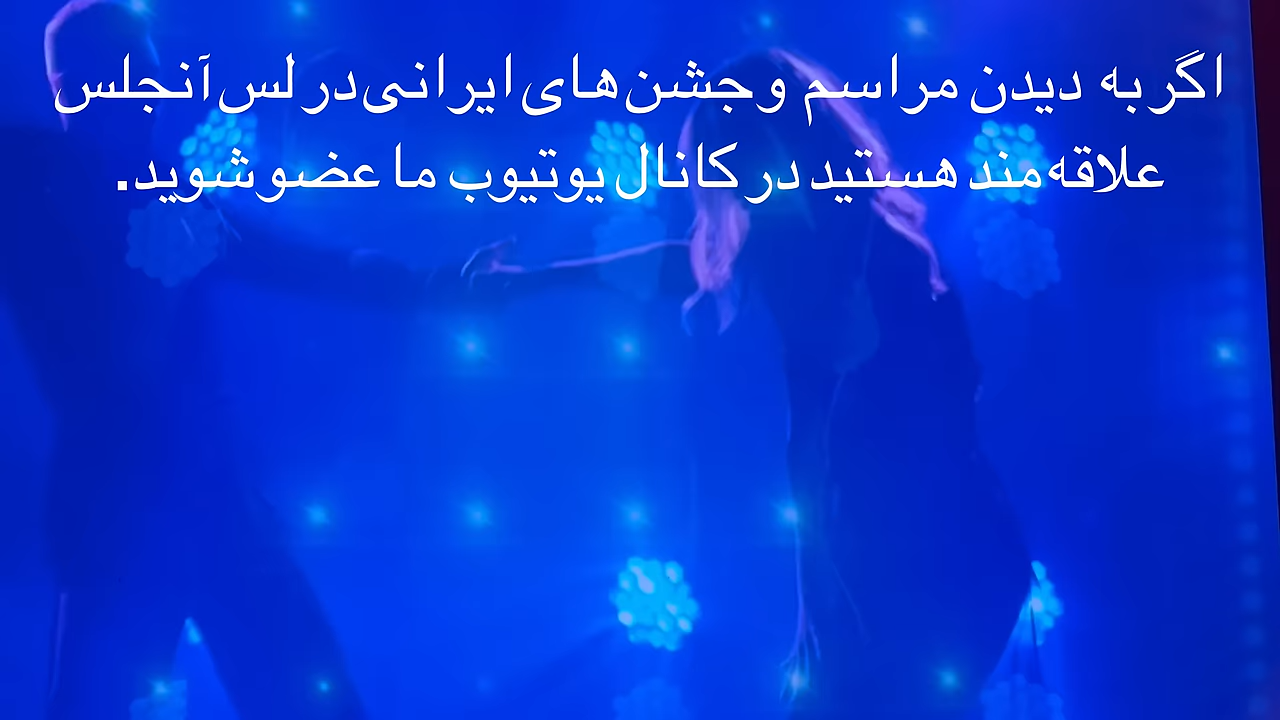 اگر به دیدن مراسم و جشن‌های ایرانی در لس‌آنجلس
علاقه‌مند هستید در کانال یوتیوب ما عضو شوید.